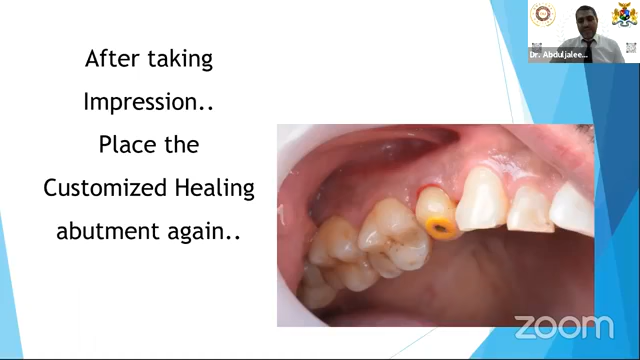 After taking
Impression..
Place the
Customized Healing
abutment again..
Dr. Abduljalee...
zoom